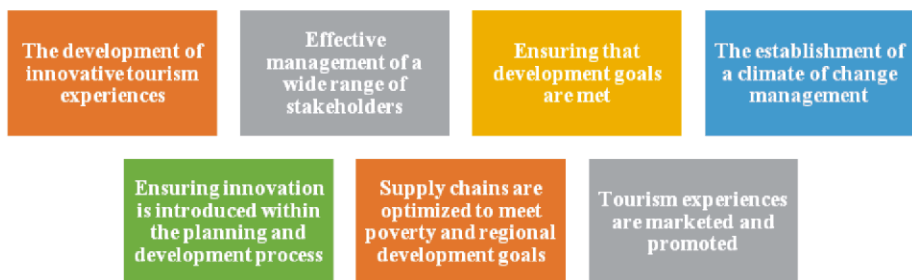 The development of
innovative tourism
experiences
Effective
management of a
wide range of
stakeholders
Ensuring that
development goals
are met
The establishment of
a climate of change
management
Ensuring innovation
is introduced within
the planning and
development process
Supply chains are
optimized to meet
poverty and regional
development goals
Tourism experiences
are marketed and
promoted